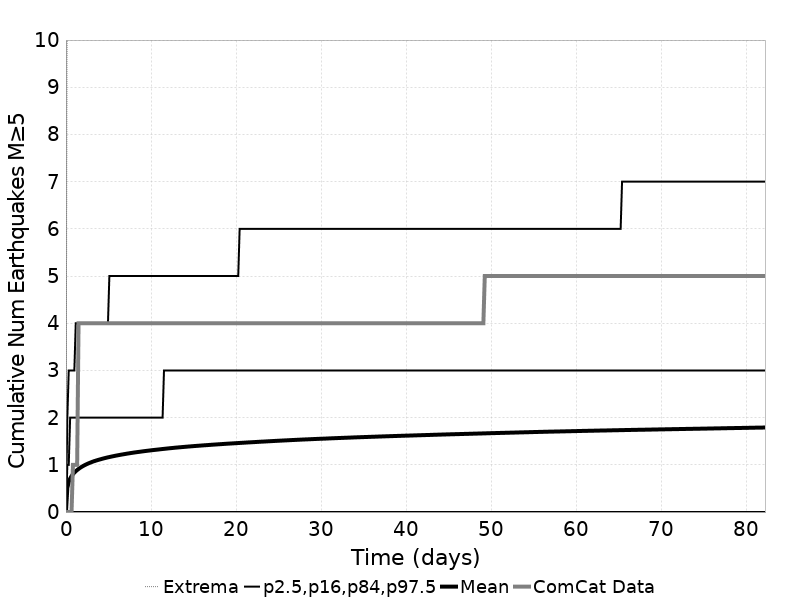 10
9
8
7
6
5
4
3
2
1
0
Cumulative Num Earthquakes M≥5
0 10 20 30 40 50 60 70 80
Time (days)
Extrema p2.5,p16,p84,p97.5 Mean ComCat Data